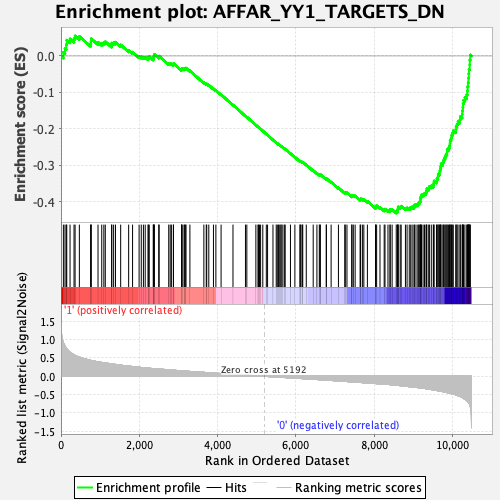 Enrichment plot: AFFAR_YY1_TARGETS_DN
Enrichment score (ES)
0.0
-0.1
-0.2
-0.3
-0.4
'1' (positively correlated)
Ranked list metric (Signal2Noise)
1.5
1.0
0.5
0.0
-0.5
-1.0
-1.5
Zero cross at 5192
'0' (negatively correlated)
0
2,000
4,000
6,000
8,000
10,000
Rank in Ordered Dataset
Enrichment profile
Hits
Ranking metric scores